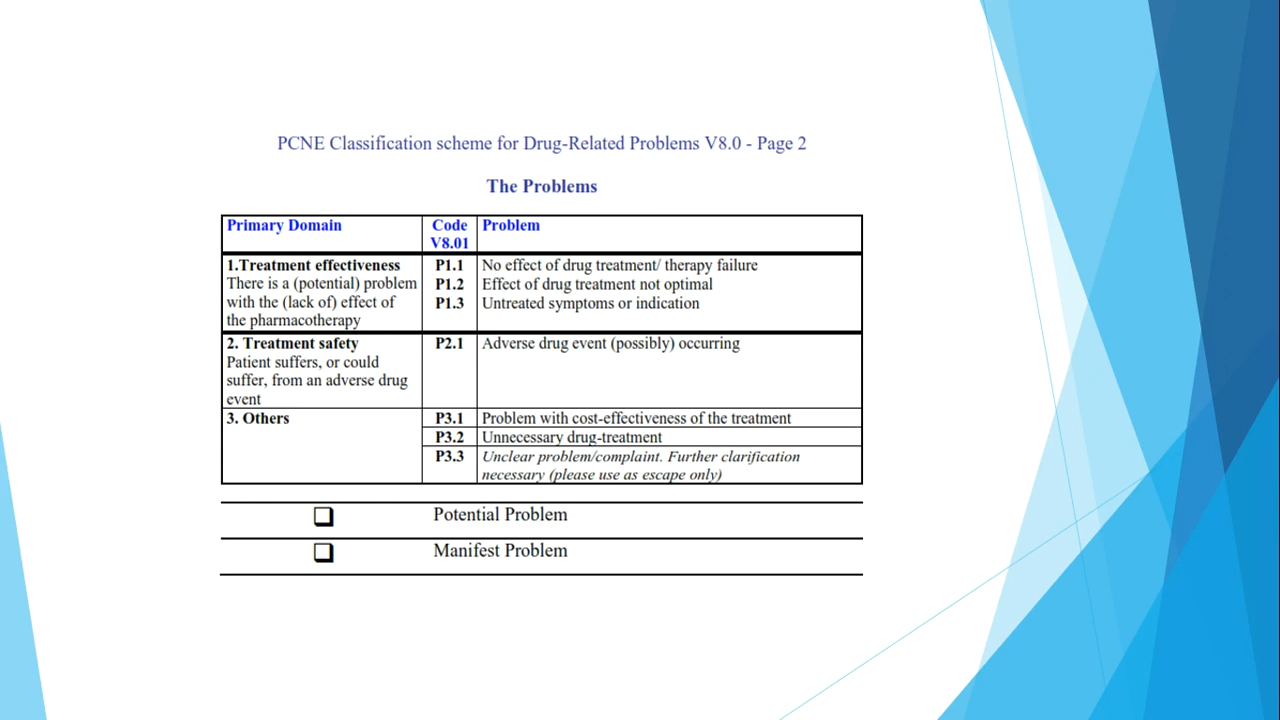 PCNE Classification scheme for Drug-Related Problems V8.0 - Page 2
The Problems
Primary Domain Code V8.01 Problem
1.Treatment effectiveness P1.1 No effect of drug treatment/ therapy failure
There is a (potential) problem P1.2 Effect of drug treatment not optimal
with the (lack of) effect of P1.3 Untreated symptoms or indication
the pharmacotherapy
2. Treatment safety P2.1 Adverse drug event (possibly) occurring
Patient suffers, or could
suffer, from an adverse drug
event
3. Others P3.1 Problem with cost-effectiveness of the treatment
P3.2 Unnecessary drug-treatment
P3.3 Unclear problem/complaint. Further clarification
necessary (please use as escape only)
Potential Problem
Manifest Problem